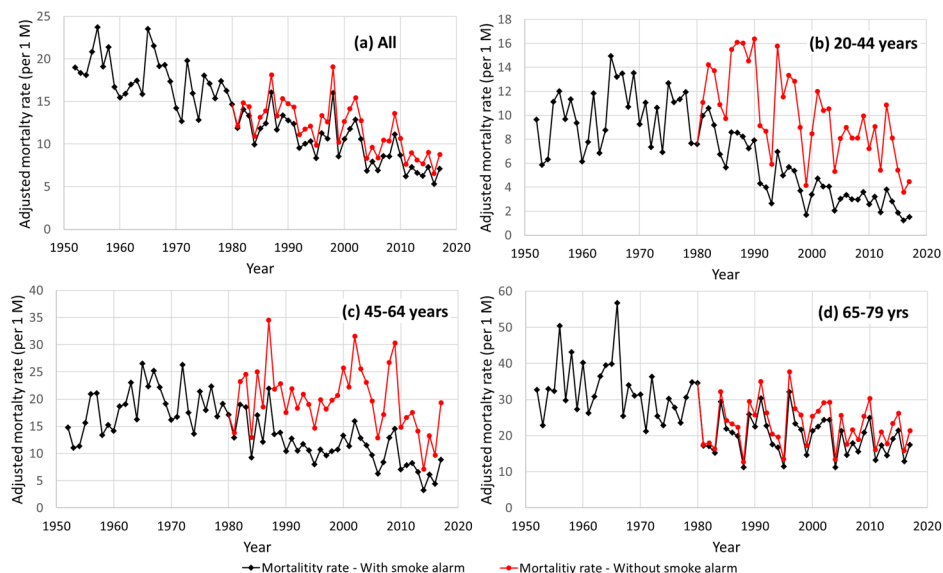 (a) All
Adjusted mortality rate (per 1 M)
25
20
15
10
5
0
1950 1960 1970 1980 1990 2000 2010 2020
Year
(b) 20-44 years
Adjusted mortalty rate (per 1 M)
18
16
14
12
10
8
6
4
2
0
1950 1960 1970 1980 1990 2000 2010 2020
Year
(c) 45-64 years
Adjusted mortalty rate (per 1 M)
40
35
30
25
20
15
10
5
0
1950 1960 1970 1980 1990 2000 2010 2020
Year
(d) 65-79 yrs
Adjusted mortalty rate (per 1 M)
60
50
40
30
20
10
0
1950 1960 1970 1980 1990 2000 2010 2020
Year
Mortalitiy rate - With smoke alarm
Mortalitiy rate - Without smoke alarm